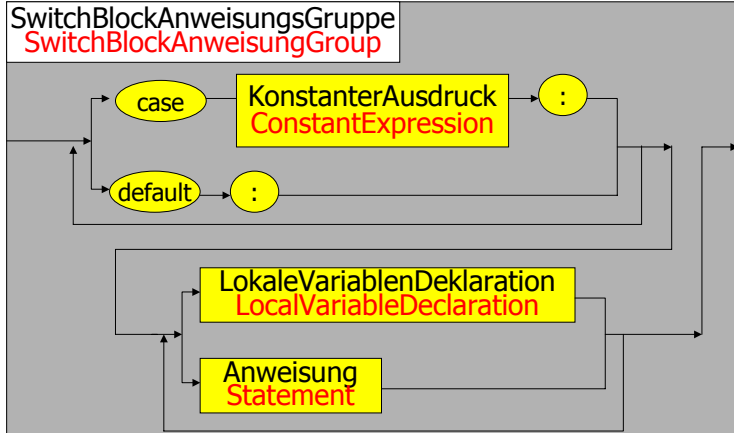 SwitchBlockAnweisungsGruppe
SwitchBlockAnweisungGroup
case
KonstanterAusdruck
ConstantExpression
:
default
:
LokaleVariablenDeklaration
LocalVariableDeclaration
Anweisung
Statement